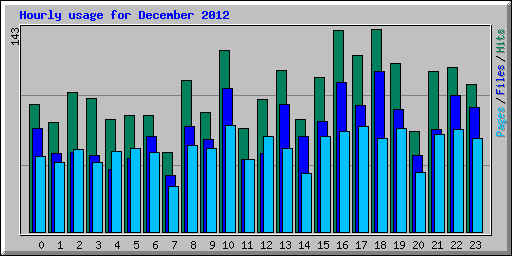 Hourly usage for December 2012
143
Pages / Files / Hits
0 1 2 3 4 5 6 7 8 9 10 11 12 13 14 15 16 17 18 19 20 21 22 23